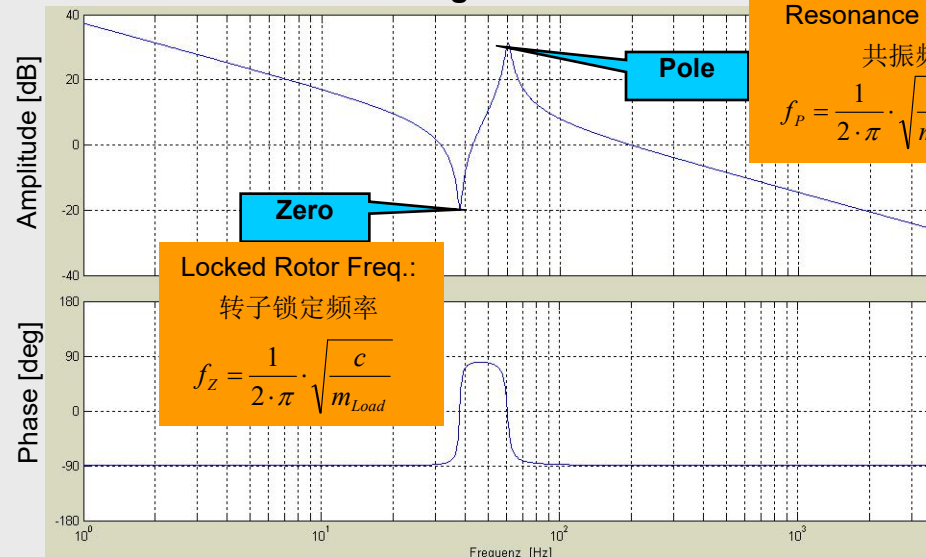 Resonance
共振频
f_P = 1 / (2·π) · √
Pole
Zero
Locked Rotor Freq.:
转子锁定频率
f_Z = 1 / (2·π) · √(c / m_Load)
Amplitude [dB]
40
20
0
-20
-40
Phase [deg]
180
90
0
-90
-180
10^0
10^1
10^2
10^3
Frequenz [Hz]